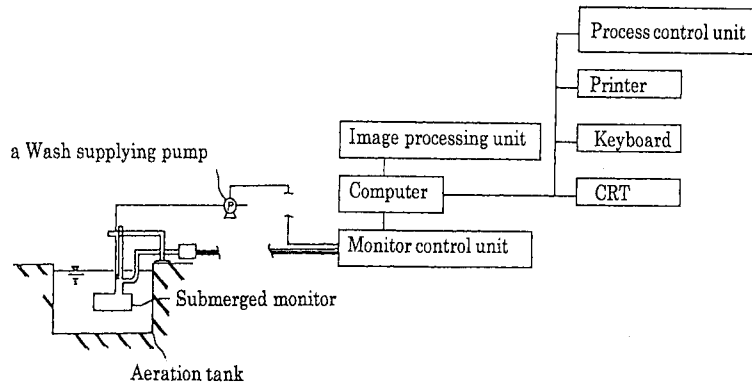 Process control unit
Printer
Image processing unit
Keyboard
a Wash supplying pump
P
Computer
CRT
Monitor control unit
Submerged monitor
Aeration tank